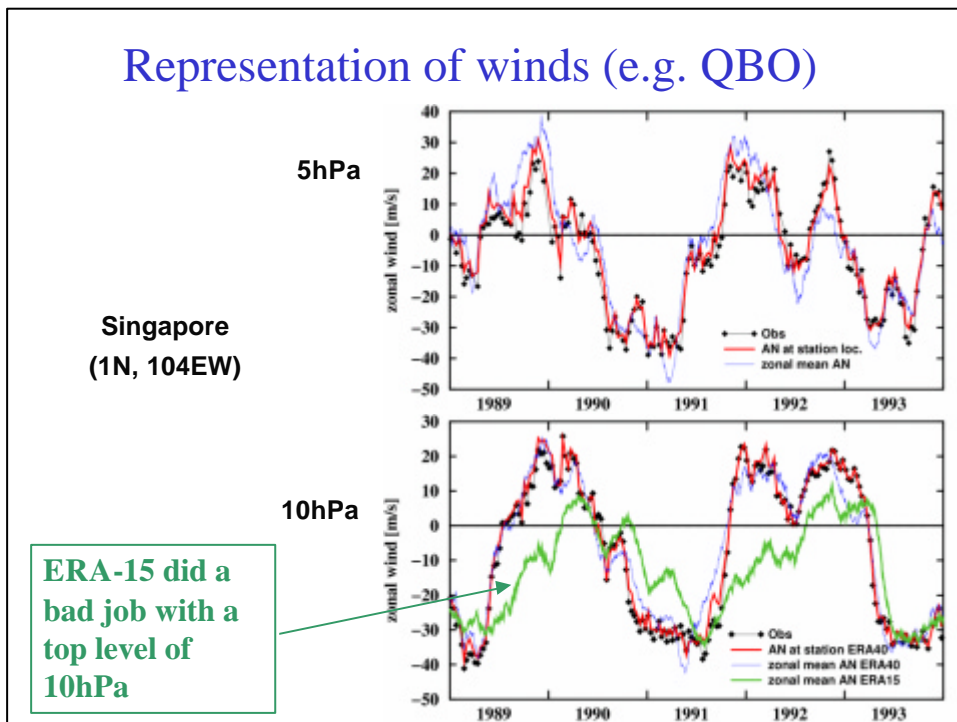 Representation of winds (e.g. QBO)
5hPa
zonal wind [m/s]
40
30
20
10
0
−10
−20
−30
−40
−50
Obs
AN at station loc.
zonal mean AN
1989 1990 1991 1992 1993
Singapore
(1N, 104EW)
10hPa
zonal wind [m/s]
30
20
10
0
−10
−20
−30
−40
−50
Obs
AN at station ERA40
zonal mean AN ERA40
zonal mean AN ERA15
1989 1990 1991 1992 1993
ERA-15 did a
bad job with a
top level of
10hPa